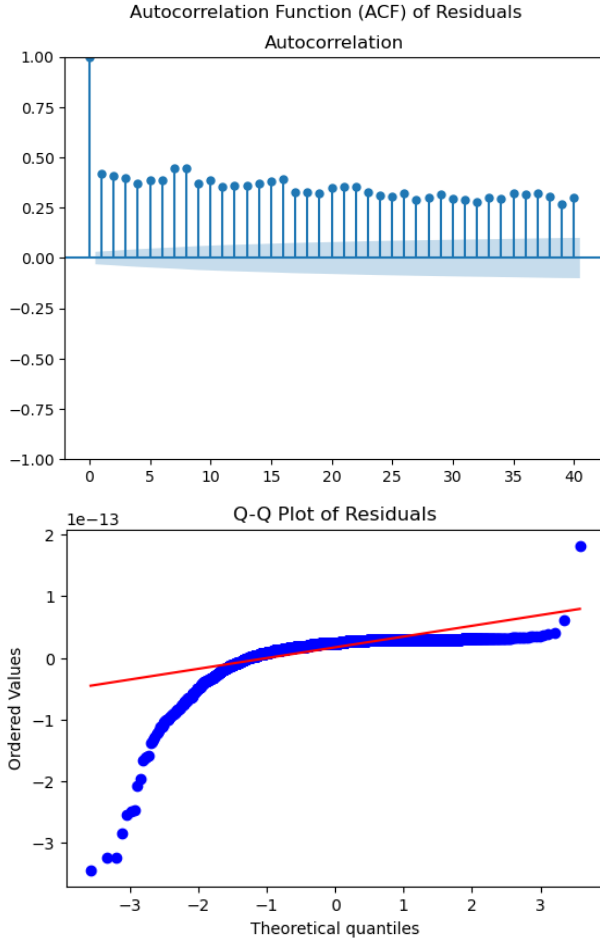 Autocorrelation Function (ACF) of Residuals
Autocorrelation
1.00
0.75
0.50
0.25
0.00
−0.25
−0.50
−0.75
−1.00
0 5 10 15 20 25 30 35 40
Q-Q Plot of Residuals
1e−13
2
1
0
−1
−2
−3
Ordered Values
−3 −2 −1 0 1 2 3
Theoretical quantiles